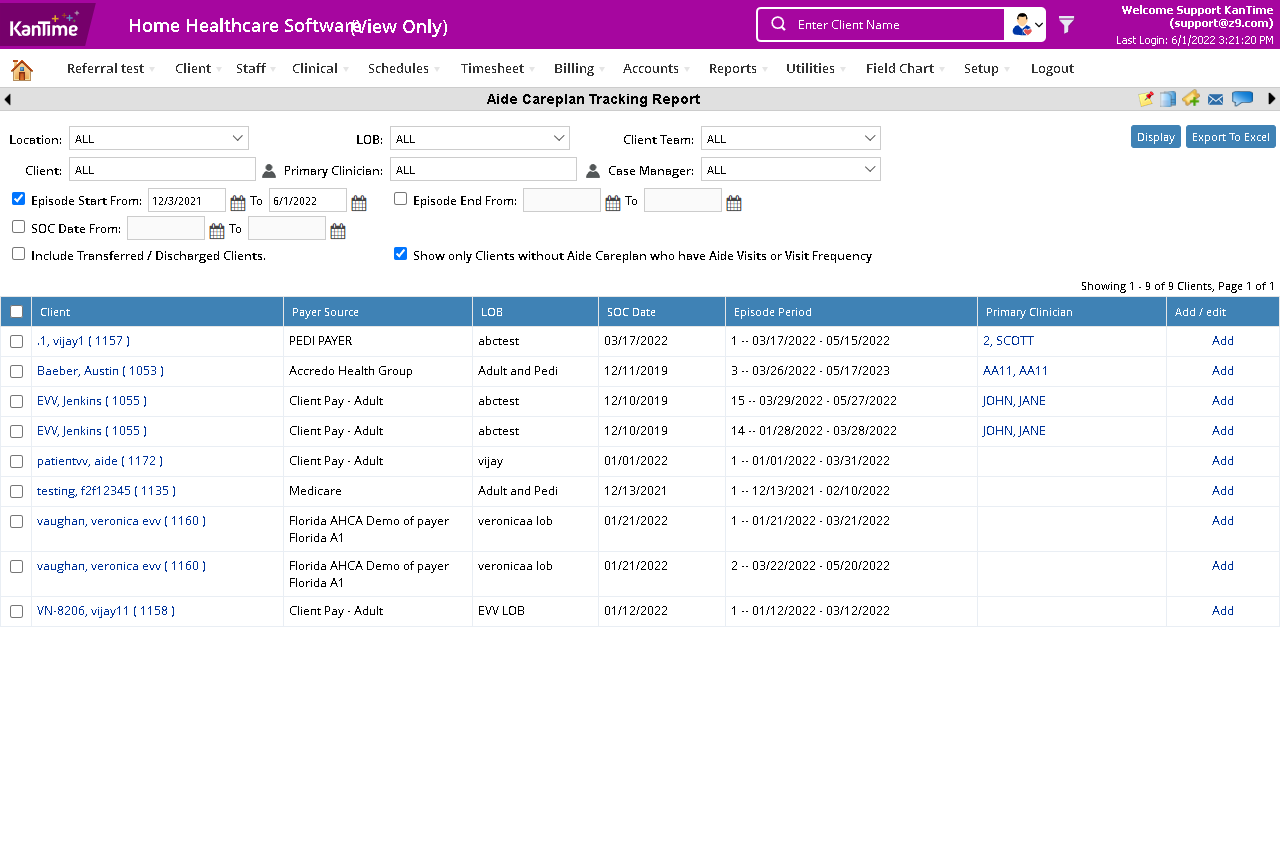 KanTime
Home Healthcare Software (View Only)
Enter Client Name
Welcome Support KanTime
(support@z9.com)
Last Login: 6/1/2022 3:21:20 PM
Referral test Client Staff Clinical Schedules Timesheet Billing Accounts Reports Utilities Field Chart Setup Logout
Aide Careplan Tracking Report
Location: ALL LOB: ALL Client Team: ALL Display Export To Excel
Client: ALL Primary Clinician: ALL Case Manager: ALL
Episode Start From: 12/3/2021 To 6/1/2022 Episode End From: To
SOC Date From: To
Include Transferred / Discharged Clients. Show only Clients without Aide Careplan who have Aide Visits or Visit Frequency
Showing 1 - 9 of 9 Clients, Page 1 of 1
Client Payer Source LOB SOC Date Episode Period Primary Clinician Add / edit
.1, vijay1 ( 1157 ) PEDI PAYER abctest 03/17/2022 1 -- 03/17/2022 - 05/15/2022 2, SCOTT Add
Baeber, Austin ( 1053 ) Accredo Health Group Adult and Pedi 12/11/2019 3 -- 03/26/2022 - 05/17/2023 AA11, AA11 Add
EVV, Jenkins ( 1055 ) Client Pay - Adult abctest 12/10/2019 15 -- 03/29/2022 - 05/27/2022 JOHN, JANE Add
EVV, Jenkins ( 1055 ) Client Pay - Adult abctest 12/10/2019 14 -- 01/28/2022 - 03/28/2022 JOHN, JANE Add
patientvv, aide ( 1172 ) Client Pay - Adult vijay 01/01/2022 1 -- 01/01/2022 - 03/31/2022 Add
testing, f2f12345 ( 1135 ) Medicare Adult and Pedi 12/13/2021 1 -- 12/13/2021 - 02/10/2022 Add
vaughan, veronica evv ( 1160 ) Florida AHCA Demo of payer veronicaa lob 01/21/2022 1 -- 01/21/2022 - 03/21/2022 Add
Florida A1
vaughan, veronica evv ( 1160 ) Florida AHCA Demo of payer veronicaa lob 01/21/2022 2 -- 03/22/2022 - 05/20/2022 Add
Florida A1
VN-8206, vijay11 ( 1158 ) Client Pay - Adult EVV LOB 01/12/2022 1 -- 01/12/2022 - 03/12/2022 Add